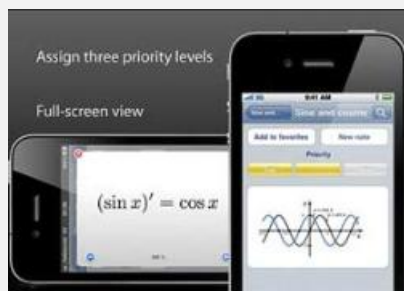 Assign three priority levels
Full-screen view
(sin x)′ = cos x
9:41 AM
Sine and cosine
Add to favorites
New note
Priority